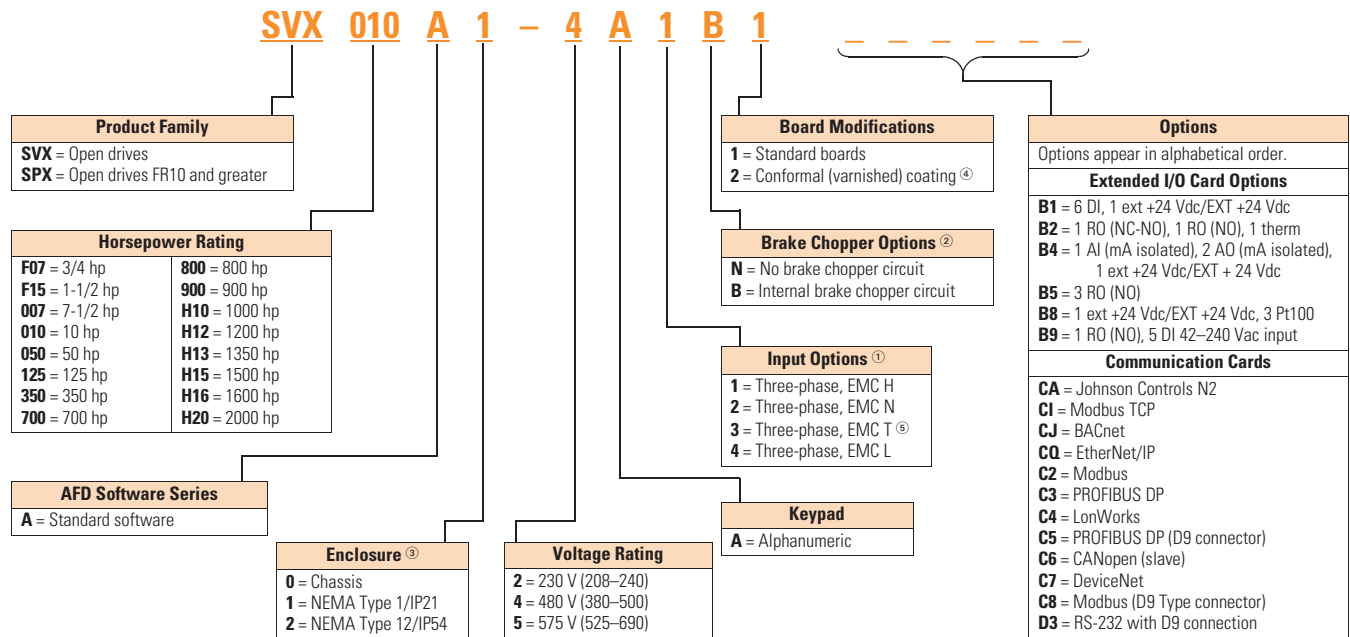 SVX 010 A 1 – 4 A 1 B 1 _ _ _ _ _ _
Product Family
SVX = Open drives
SPX = Open drives FR10 and greater
Horsepower Rating
F07 = 3/4 hp
F15 = 1-1/2 hp
007 = 7-1/2 hp
010 = 10 hp
050 = 50 hp
125 = 125 hp
350 = 350 hp
700 = 700 hp
800 = 800 hp
900 = 900 hp
H10 = 1000 hp
H12 = 1200 hp
H13 = 1350 hp
H15 = 1500 hp
H16 = 1600 hp
H20 = 2000 hp
AFD Software Series
A = Standard software
Enclosure ③
0 = Chassis
1 = NEMA Type 1/IP21
2 = NEMA Type 12/IP54
Voltage Rating
2 = 230 V (208–240)
4 = 480 V (380–500)
5 = 575 V (525–690)
Keypad
A = Alphanumeric
Input Options ①
1 = Three-phase, EMC H
2 = Three-phase, EMC N
3 = Three-phase, EMC T ⑤
4 = Three-phase, EMC L
Brake Chopper Options ②
N = No brake chopper circuit
B = Internal brake chopper circuit
Board Modifications
1 = Standard boards
2 = Conformal (varnished) coating ④
Options
Options appear in alphabetical order.
Extended I/O Card Options
B1 = 6 DI, 1 ext +24 Vdc/EXT +24 Vdc
B2 = 1 RO (NC-NO), 1 RO (NO), 1 therm
B4 = 1 AI (mA isolated), 2 AO (mA isolated),
1 ext +24 Vdc/EXT + 24 Vdc
B5 = 3 RO (NO)
B8 = 1 ext +24 Vdc/EXT +24 Vdc, 3 Pt100
B9 = 1 RO (NO), 5 DI 42–240 Vac input
Communication Cards
CA = Johnson Controls N2
CI = Modbus TCP
CJ = BACnet
CQ = EtherNet/IP
C2 = Modbus
C3 = PROFIBUS DP
C4 = LonWorks
C5 = PROFIBUS DP (D9 connector)
C6 = CANopen (slave)
C7 = DeviceNet
C8 = Modbus (D9 Type connector)
D3 = RS-232 with D9 connection